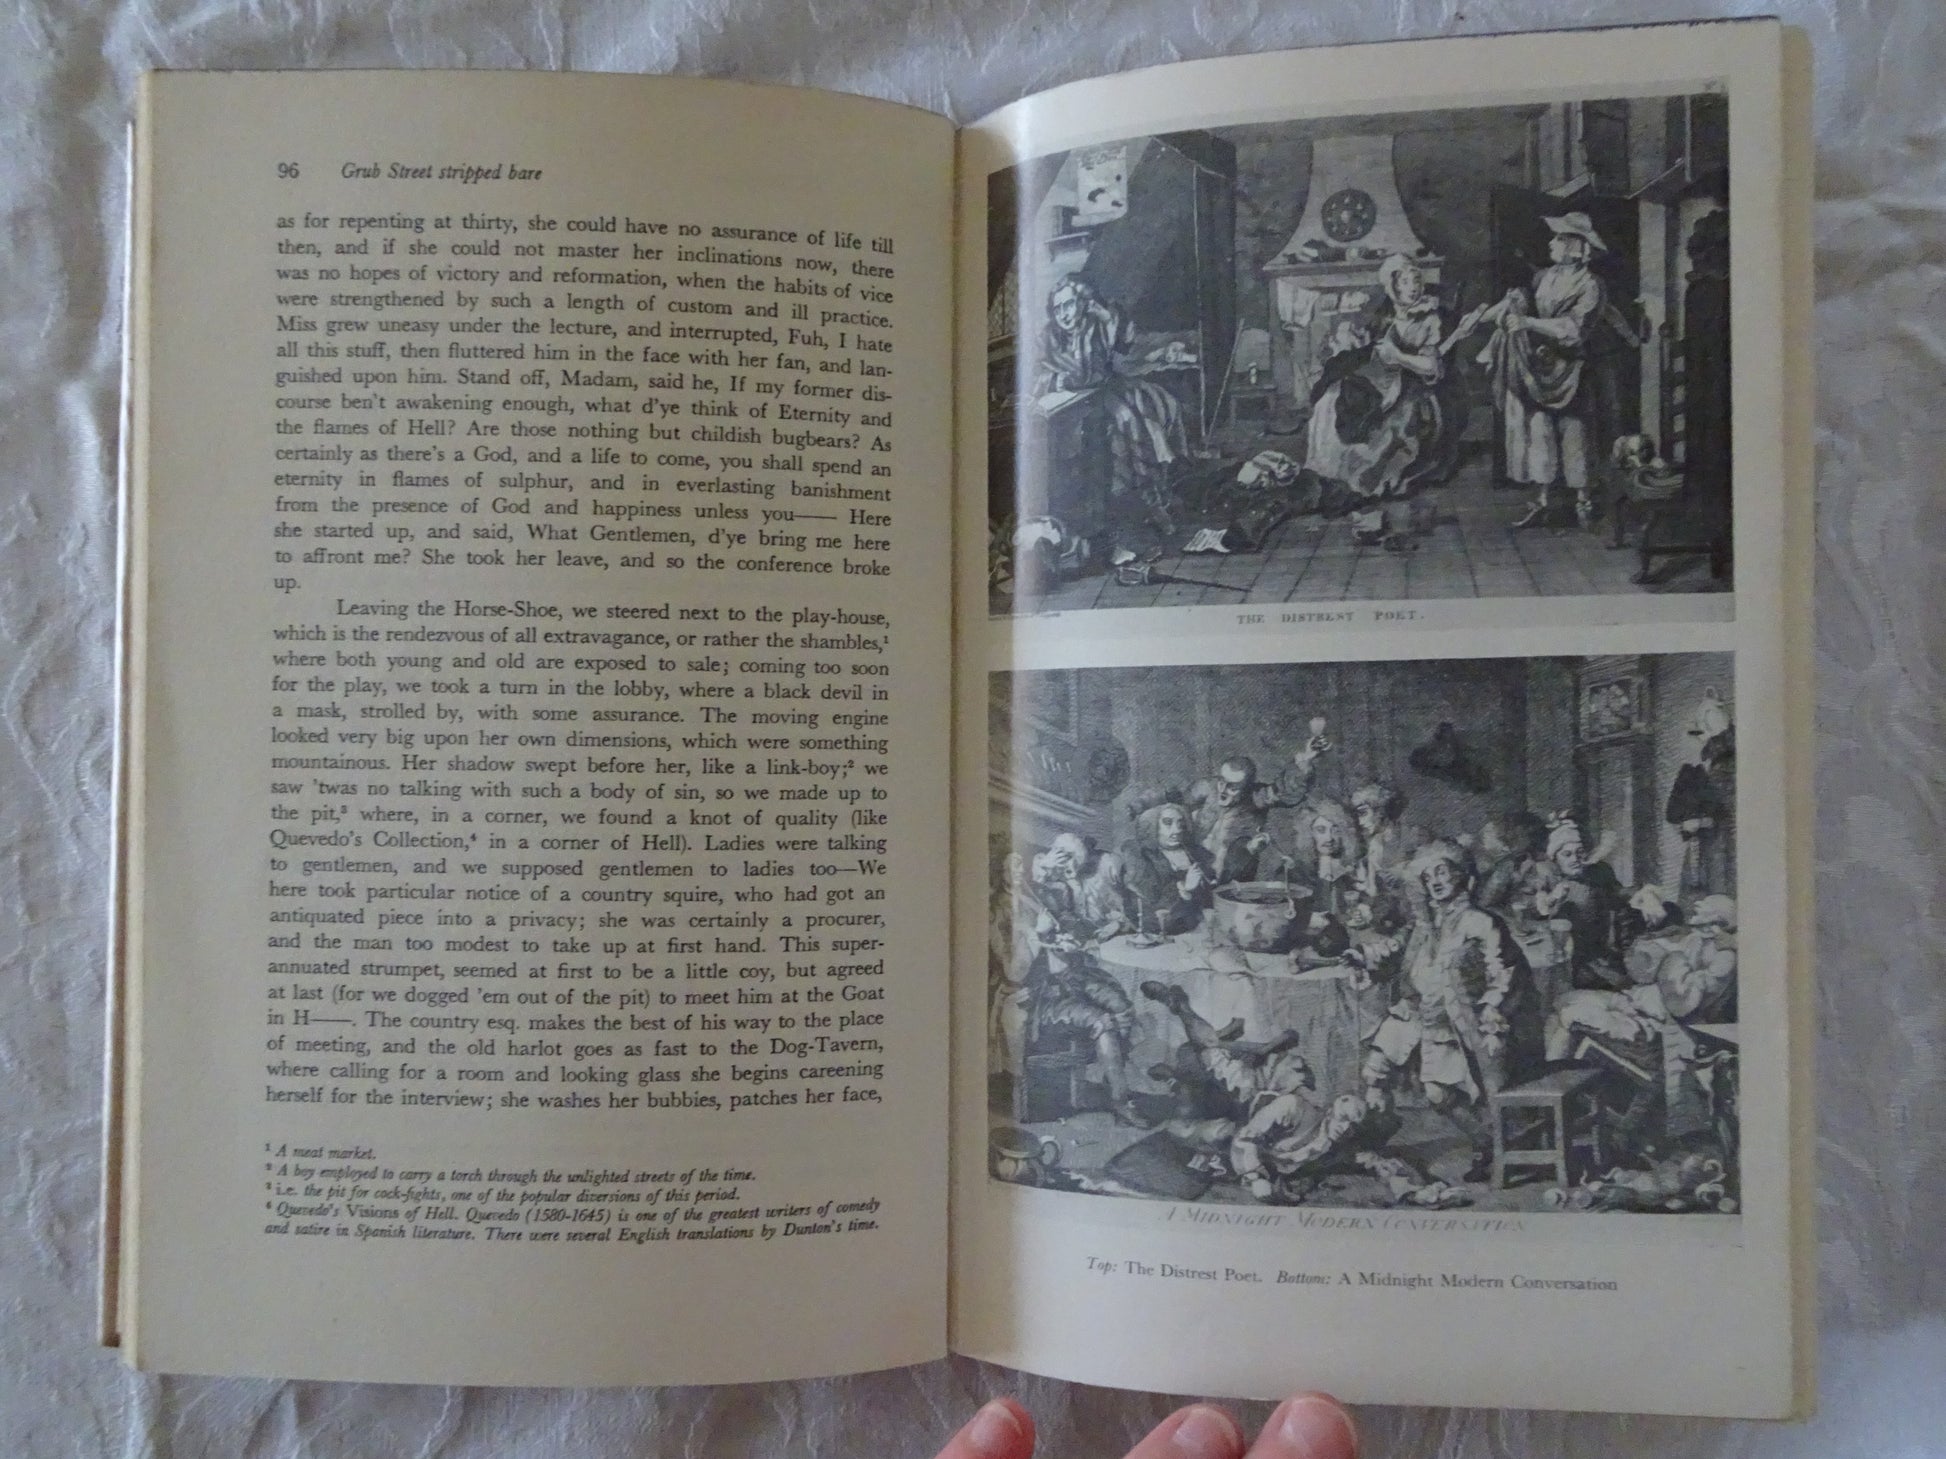 96 Grub Street stripped bare
as for repenting at thirty, she could have no assurance of life till
then, and if she could not master her inclinations now, there
was no hopes of victory and reformation, when the habits of vice
were strengthened by such a length of custom and ill practice.
Miss grew uneasy under the lecture, and interrupted, Fuh, I hate
all this stuff, then fluttered him in the face with her fan, and lan-
guished upon him. Stand off, Madam, said he, If my former dis-
course ben't awakening enough, what d'ye think of Eternity and
the flames of Hell? Are those nothing but childish bugbears? As
certainly as there's a God, and a life to come, you shall spend an
eternity in flames of sulphur, and in everlasting banishment
from the presence of God and happiness unless you—— Here
she started up, and said, What Gentlemen, d'ye bring me here
to affront me? She took her leave, and so the conference broke
up.
Leaving the Horse-Shoe, we steered next to the play-house,
which is the rendezvous of all extravagance, or rather the shambles,¹
where both young and old are exposed to sale; coming too soon
for the play, we took a turn in the lobby, where a black devil in
a mask, strolled by, with some assurance. The moving engine
looked very big upon her own dimensions, which were something
mountainous. Her shadow swept before her, like a link-boy;² we
saw 'twas no talking with such a body of sin, so we made up to
the pit,³ where, in a corner, we found a knot of quality (like
Quevedo's Collection,⁴ in a corner of Hell). Ladies were talking
to gentlemen, and we supposed gentlemen to ladies too—We
here took particular notice of a country squire, who had got an
antiquated piece into a privacy; she was certainly a procurer,
and the man too modest to take up at first hand. This super-
annuated strumpet, seemed at first to be a little coy, but agreed
at last (for we dogged 'em out of the pit) to meet him at the Goat
in H——. The country esq. makes the best of his way to the place
of meeting, and the old harlot goes as fast to the Dog-Tavern,
where calling for a room and looking glass she begins careening
herself for the interview; she washes her bubbies, patches her face,
¹ A meat market.
² A boy employed to carry a torch through the unlighted streets of the time.
³ i.e. the pit for cock-fights, one of the popular diversions of this period.
⁴ Quevedo's Visions of Hell. Quevedo (1580-1645) is one of the greatest writers of comedy
and satire in Spanish literature. There were several English translations by Dunton's time.
THE DISTREST POET.
A MIDNIGHT MODERN CONVERSATION
Top: The Distrest Poet. Bottom: A Midnight Modern Conversation